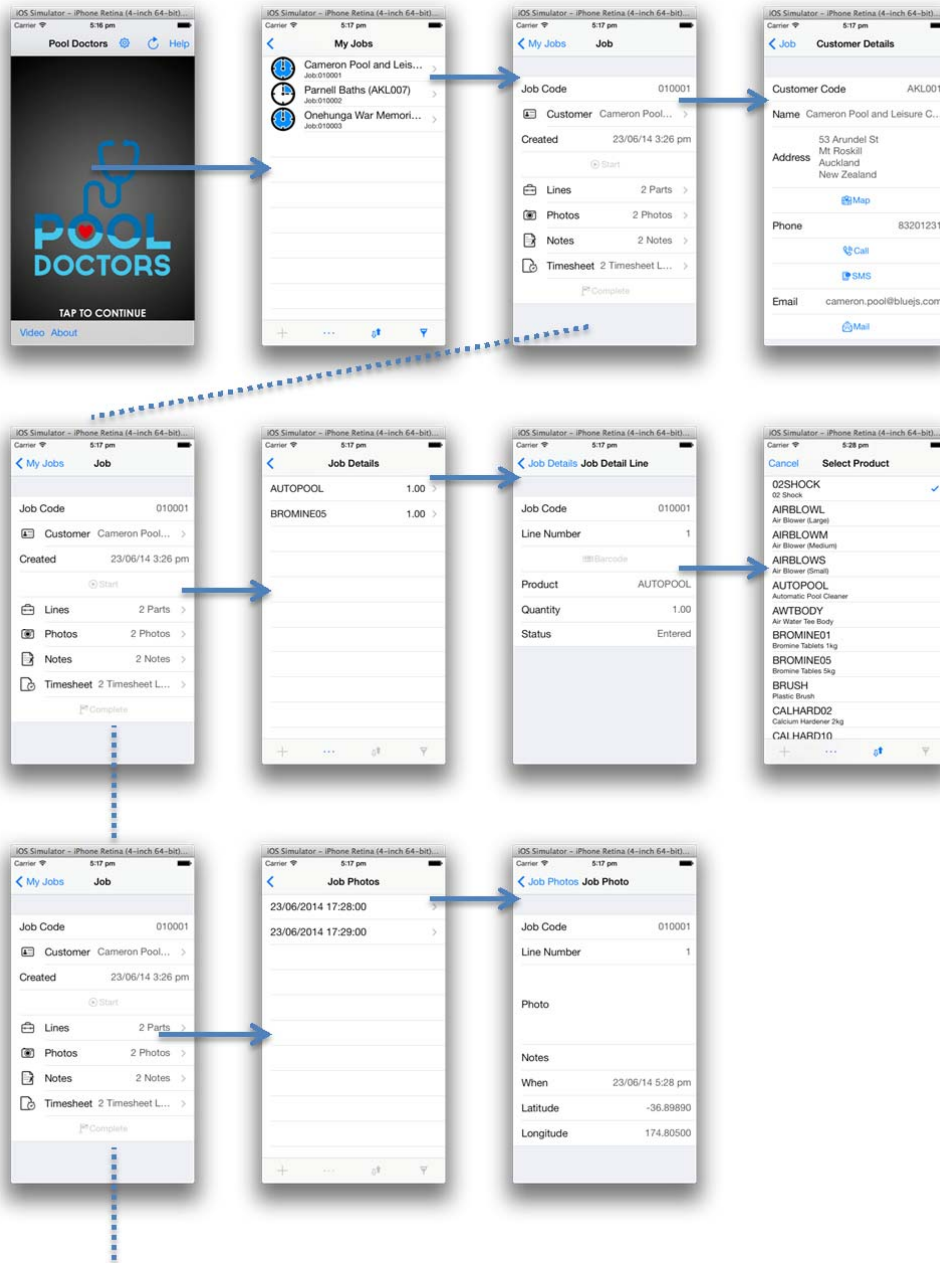 iOS Simulator – iPhone Retina (4-inch 64-bit)...
Carrier 5:16 pm
Pool Doctors Help
POOL
DOCTORS
TAP TO CONTINUE
Video About
iOS Simulator – iPhone Retina (4-inch 64-bit)...
Carrier 5:17 pm
My Jobs
Cameron Pool and Leis...
Job:010001
Parnell Baths (AKL007)
Job:010002
Onehunga War Memori...
Job:010003
iOS Simulator – iPhone Retina (4-inch 64-bit)...
Carrier 5:17 pm
My Jobs Job
Job Code 010001
Customer Cameron Pool...
Created 23/06/14 3:26 pm
Start
Lines 2 Parts
Photos 2 Photos
Notes 2 Notes
Timesheet 2 Timesheet L...
Complete
iOS Simulator – iPhone Retina (4-inch 64-bit)...
Carrier 5:17 pm
Job Customer Details
Customer Code AKL001
Name Cameron Pool and Leisure C...
Address
53 Arundel St
Mt Roskill
Auckland
New Zealand
Map
Phone 83201231
Call
SMS
Email cameron.pool@bluejs.com
Mail
iOS Simulator – iPhone Retina (4-inch 64-bit)...
Carrier 5:17 pm
My Jobs Job
Job Code 010001
Customer Cameron Pool...
Created 23/06/14 3:26 pm
Start
Lines 2 Parts
Photos 2 Photos
Notes 2 Notes
Timesheet 2 Timesheet L...
Complete
iOS Simulator – iPhone Retina (4-inch 64-bit)...
Carrier 5:17 pm
Job Details
AUTOPOOL 1.00
BROMINE05 1.00
iOS Simulator – iPhone Retina (4-inch 64-bit)...
Carrier 5:17 pm
Job Details Job Detail Line
Job Code 010001
Line Number 1
Barcode
Product AUTOPOOL
Quantity 1.00
Status Entered
iOS Simulator – iPhone Retina (4-inch 64-bit)...
Carrier 5:28 pm
Cancel Select Product
02SHOCK
02 Shock
AIRBLOWL
Air Blower (Large)
AIRBLOWM
Air Blower (Medium)
AIRBLOWS
Air Blower (Small)
AUTOPOOL
Automatic Pool Cleaner
AWTBODY
Air Water Tee Body
BROMINE01
Bromine Tablets 1kg
BROMINE05
Bromine Tables 5kg
BRUSH
Plastic Brush
CALHARD02
Calcium Hardener 2kg
CALHARD10
iOS Simulator – iPhone Retina (4-inch 64-bit)...
Carrier 5:17 pm
My Jobs Job
Job Code 010001
Customer Cameron Pool...
Created 23/06/14 3:26 pm
Start
Lines 2 Parts
Photos 2 Photos
Notes 2 Notes
Timesheet 2 Timesheet L...
Complete
iOS Simulator – iPhone Retina (4-inch 64-bit)...
Carrier 5:17 pm
Job Photos
23/06/2014 17:28:00
23/06/2014 17:29:00
iOS Simulator – iPhone Retina (4-inch 64-bit)...
Carrier 5:17 pm
Job Photos Job Photo
Job Code 010001
Line Number 1
Photo
Notes
When 23/06/14 5:28 pm
Latitude -36.89890
Longitude 174.80500